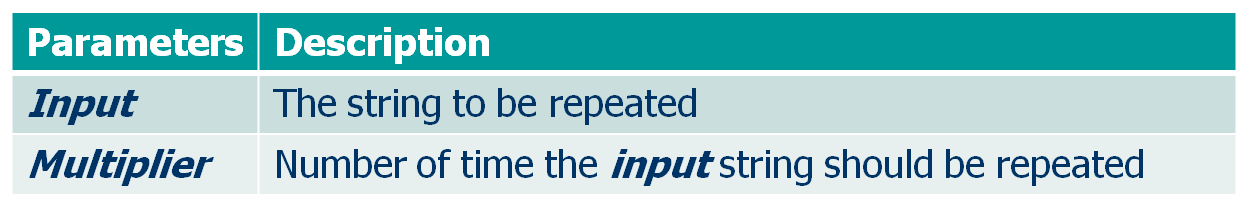 Parameters Description
Input The string to be repeated
Multiplier Number of time the input string should be repeated